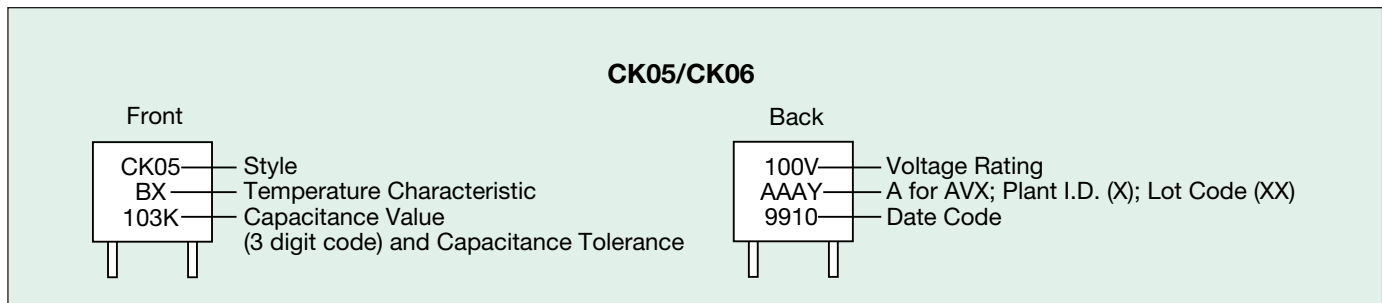 CK05/CK06
Front
CK05 Style
BX Temperature Characteristic
103K Capacitance Value
(3 digit code) and Capacitance Tolerance
Back
100V Voltage Rating
AAAY A for AVX; Plant I.D. (X); Lot Code (XX)
9910 Date Code